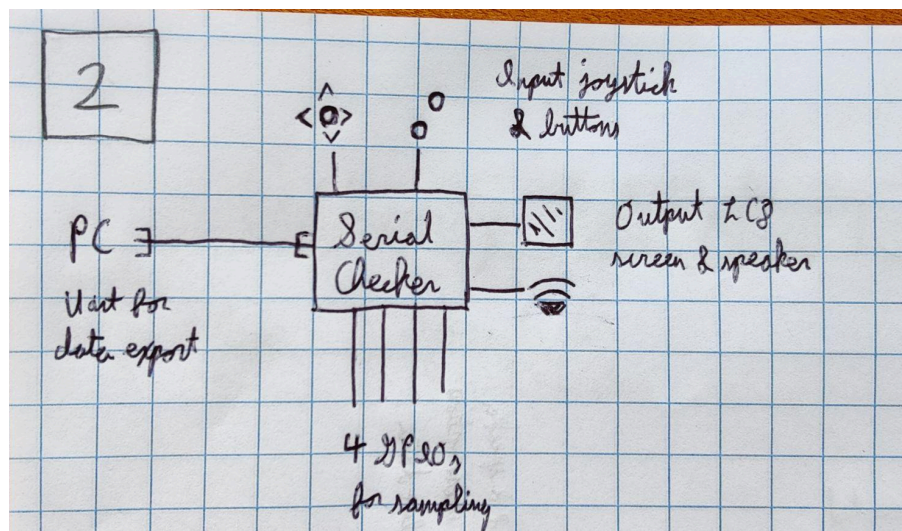 2
Input joystick
& buttons
PC
Serial
Checker
Output LCD
screen & speaker
Uart for
data export
4 GPIOs
for sampling